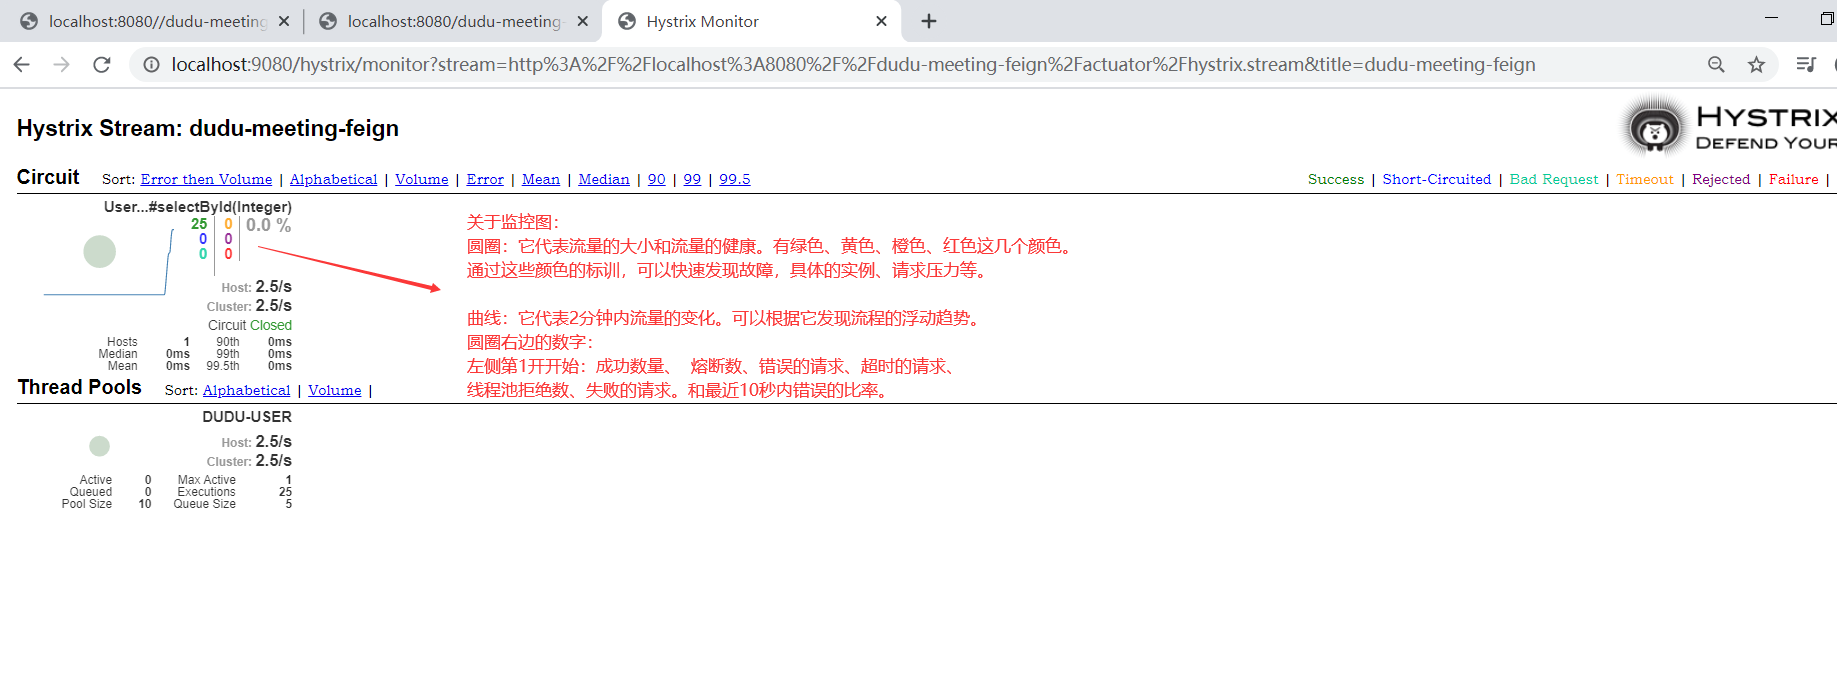 localhost:8080//dudu-meeting
localhost:8080/dudu-meeting-
Hystrix Monitor
localhost:9080/hystrix/monitor?stream=http%3A%2F%2Flocalhost%3A8080%2F%2Fdudu-meeting-feign%2Factuator%2Fhystrix.stream&title=dudu-meeting-feign
Hystrix Stream: dudu-meeting-feign
HYSTRIX
DEFEND YOUR
Circuit Sort: Error then Volume | Alphabetical | Volume | Error | Mean | Median | 90 | 99 | 99.5
Success | Short-Circuited | Bad Request | Timeout | Rejected | Failure |
User...#selectById(Integer)
25 0 0.0 %
0 0
0 0
Host: 2.5/s
Cluster: 2.5/s
Circuit Closed
Hosts 1 90th 0ms
Median 0ms 99th 0ms
Mean 0ms 99.5th 0ms
关于监控图：
圆圈：它代表流量的大小和流量的健康。有绿色、黄色、橙色、红色这几个颜色。
通过这些颜色的标训，可以快速发现故障，具体的实例、请求压力等。
曲线：它代表2分钟内流量的变化。可以根据它发现流程的浮动趋势。
圆圈右边的数字：
左侧第1开开始：成功数量、 熔断数、错误的请求、超时的请求、
线程池拒绝数、失败的请求。和最近10秒内错误的比率。
Thread Pools Sort: Alphabetical | Volume |
DUDU-USER
Host: 2.5/s
Cluster: 2.5/s
Active 0 Max Active 1
Queued 0 Executions 25
Pool Size 10 Queue Size 5